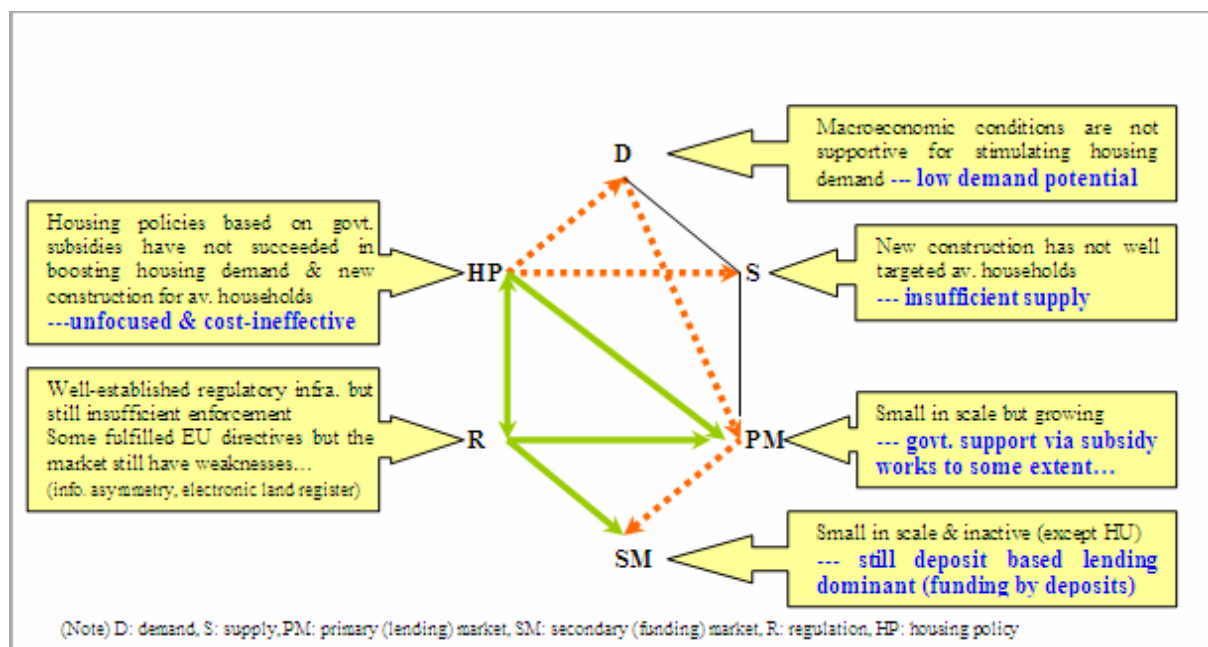 D
Macroeconomic conditions are not
supportive for stimulating housing
demand --- low demand potential
Housing policies based on govt.
subsidies have not succeeded in
boosting housing demand & new
construction for av. households
---unfocused & cost-ineffective
HP
S
New construction has not well
targeted av. households
--- insufficient supply
Well-established regulatory infra. but
still insufficient enforcement
Some fulfilled EU directives but the
market still have weaknesses…
(info. asymmetry, electronic land register)
R
PM
Small in scale but growing
--- govt. support via subsidy
works to some extent…
SM
Small in scale & inactive (except HU)
--- still deposit based lending
dominant (funding by deposits)
(Note) D: demand, S: supply, PM: primary (lending) market, SM: secondary (funding) market, R: regulation, HP: housing policy